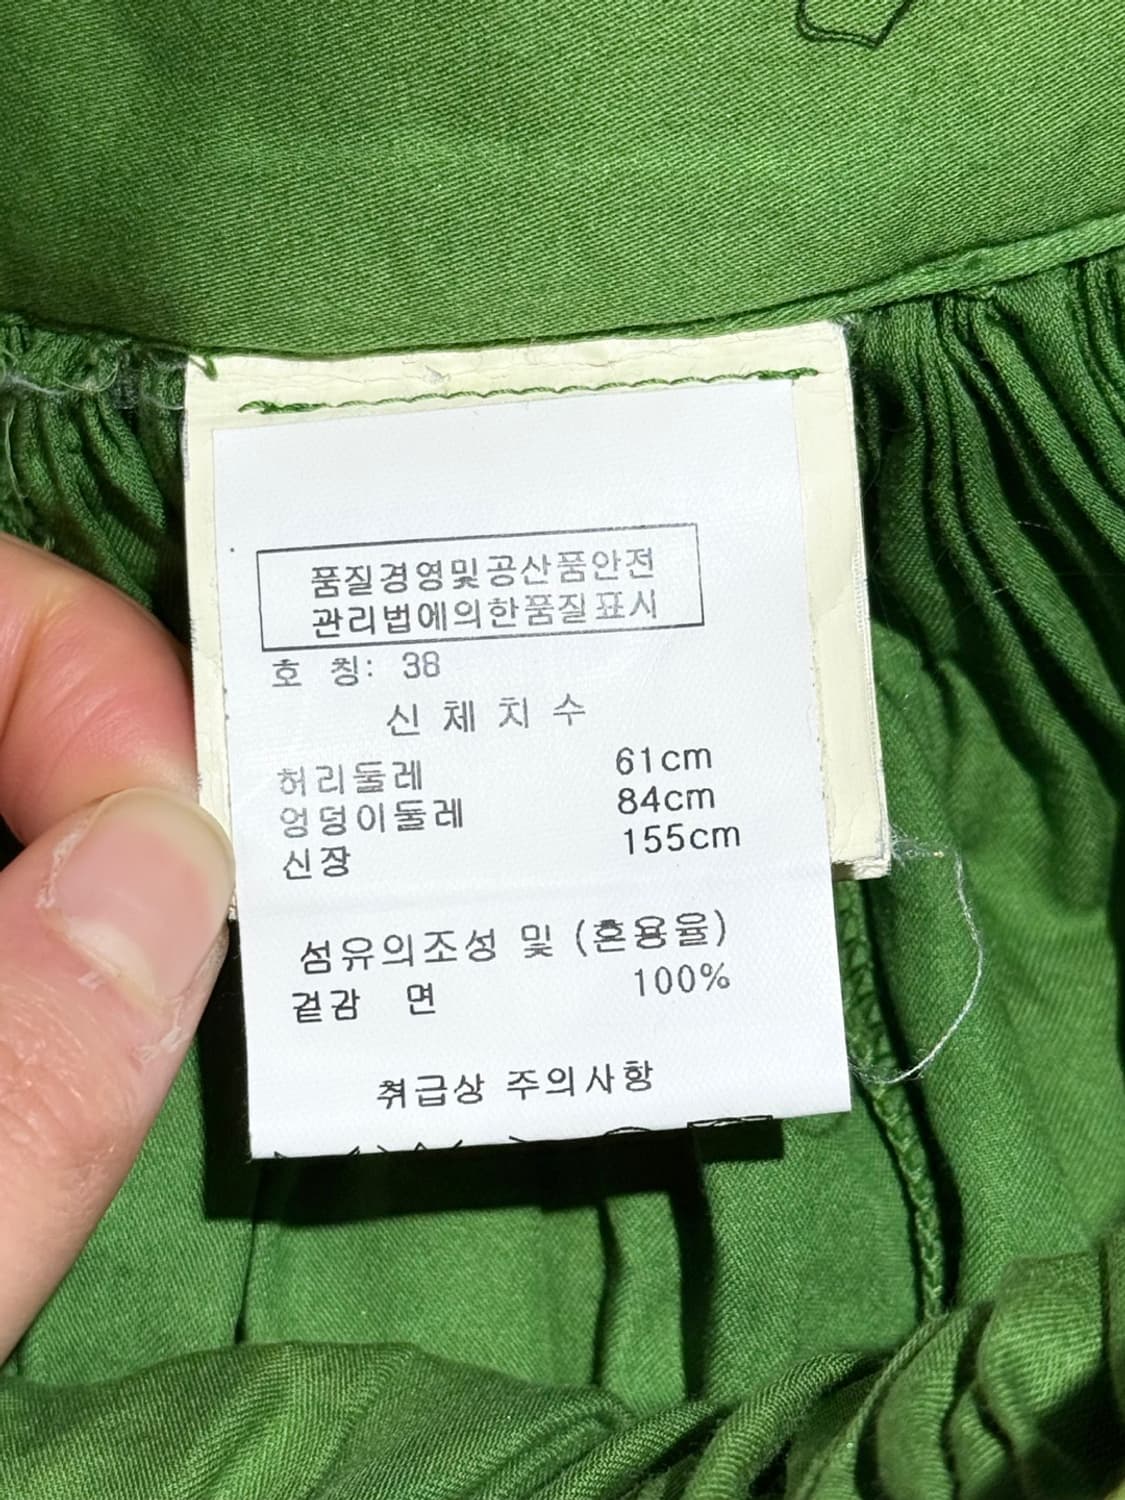 품질경영및공산품안전
관리법에의한품질표시
호 칭: 38
신 체 치 수
허리둘레 61cm
엉덩이둘레 84cm
신장 155cm
섬유의조성 및 (혼용율)
겉감 면 100%
취급상 주의사항